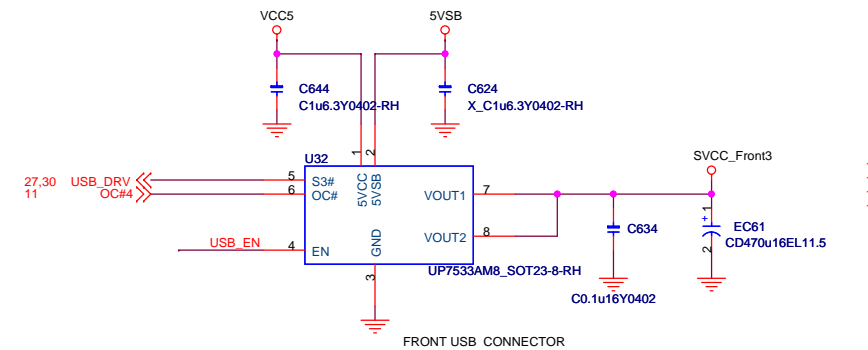 VCC5
5VSB
C644
C1u6.3Y0402-RH
C624
X_C1u6.3Y0402-RH
U32
1
2
SVCC_Front3
27,30 USB_DRV
5
S3#
5VCC
5VSB
VOUT1
7
11 OC#4
6
OC#
1
C634
+
EC61
USB_EN
4
EN
GND
VOUT2
8
2
CD470u16EL11.5
3
UP7533AM8_SOT23-8-RH
C0.1u16Y0402
FRONT USB CONNECTOR